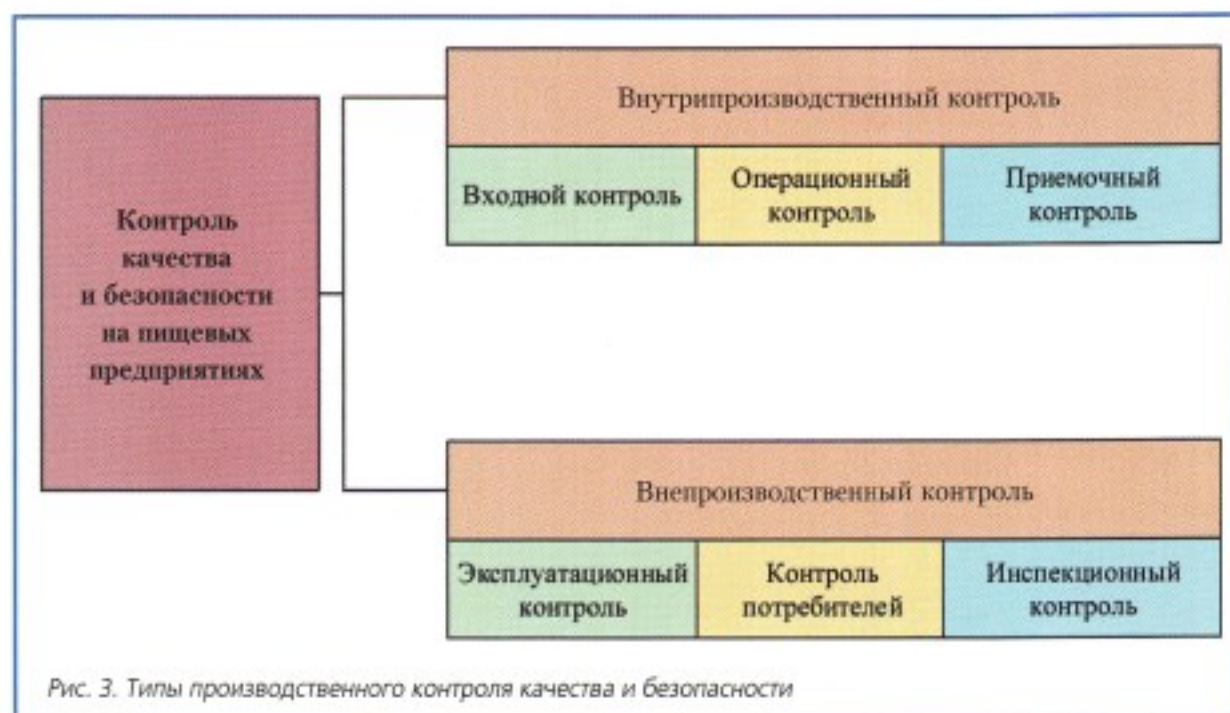 Контроль
качества
и безопасности
на пищевых
предприятиях
Внутрипроизводственный контроль
Входной контроль
Операционный
контроль
Приемочный
контроль
Внепроизводственный контроль
Эксплуатационный
контроль
Контроль
потребителей
Инспекционный
контроль
Рис. 3. Типы производственного контроля качества и безопасности